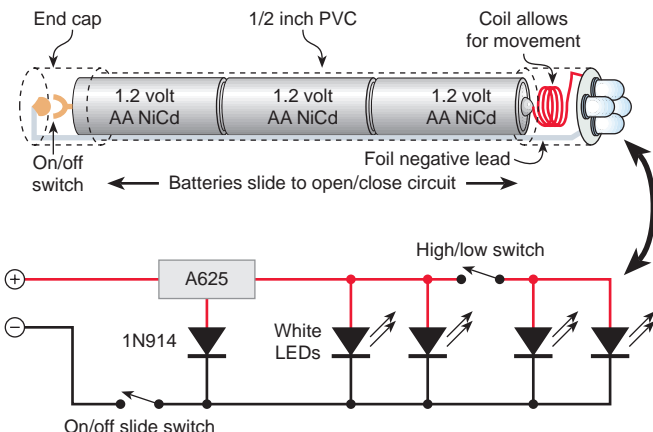 End cap
1/2 inch PVC
Coil allows
for movement
1.2 volt
AA NiCd
1.2 volt
AA NiCd
1.2 volt
AA NiCd
On/off
switch
Foil negative lead
Batteries slide to open/close circuit
High/low switch
+
A625
−
1N914
White
LEDs
On/off slide switch